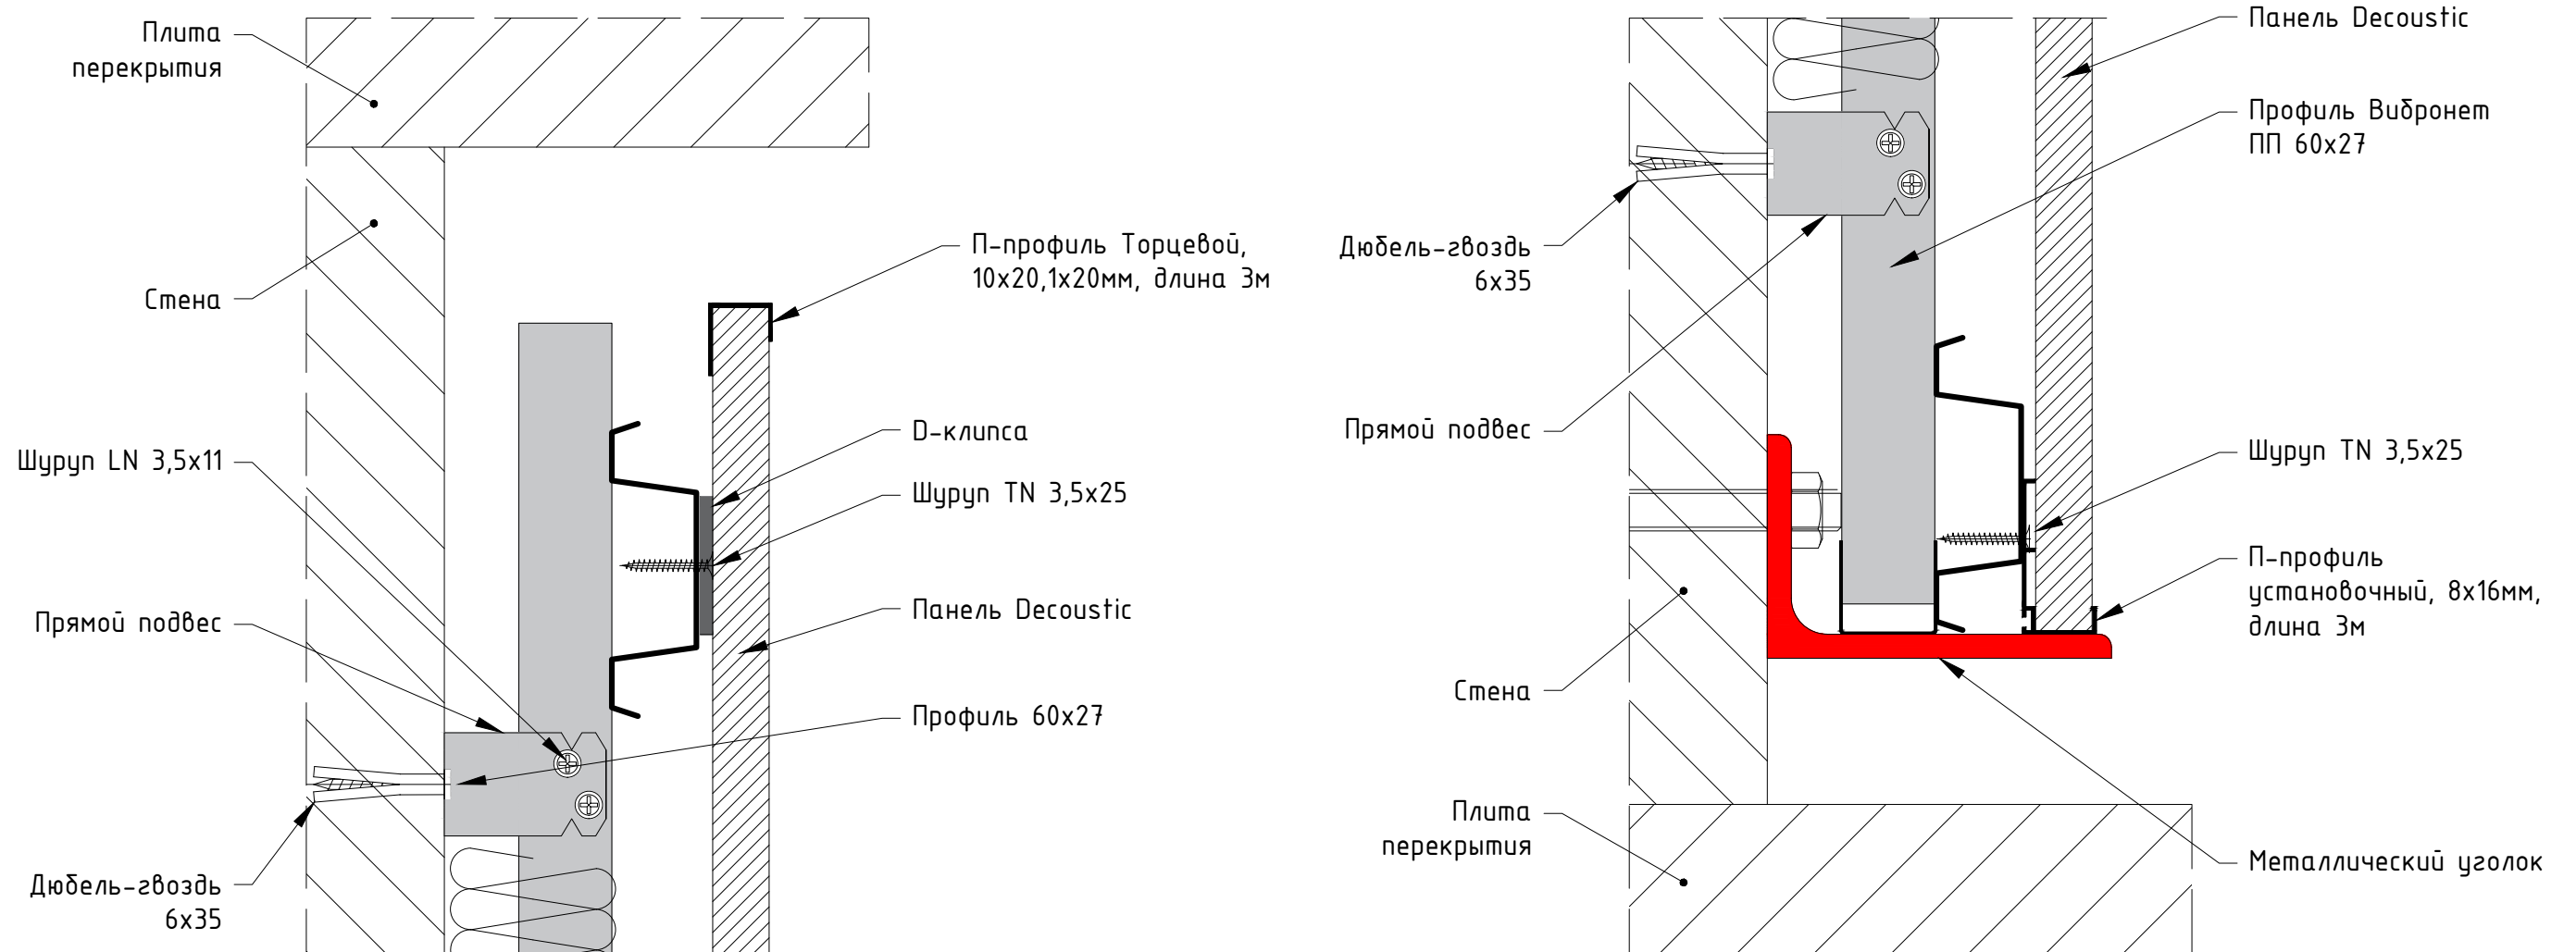 Плита
перекрытия
Стена
Шуруп LN 3,5х11
Прямой подвес
Дюбель-гвоздь
6х35
П-профиль Торцевой,
10х20,1х20мм, длина 3м
D-клипса
Шуруп TN 3,5х25
Панель Decoustic
Профиль 60х27
Дюбель-гвоздь
6х35
Прямой подвес
Стена
Плита
перекрытия
Панель Decoustic
Профиль Вибронет
ПП 60х27
Шуруп TN 3,5х25
П-профиль
установочный, 8х16мм,
длина 3м
Металлический уголок